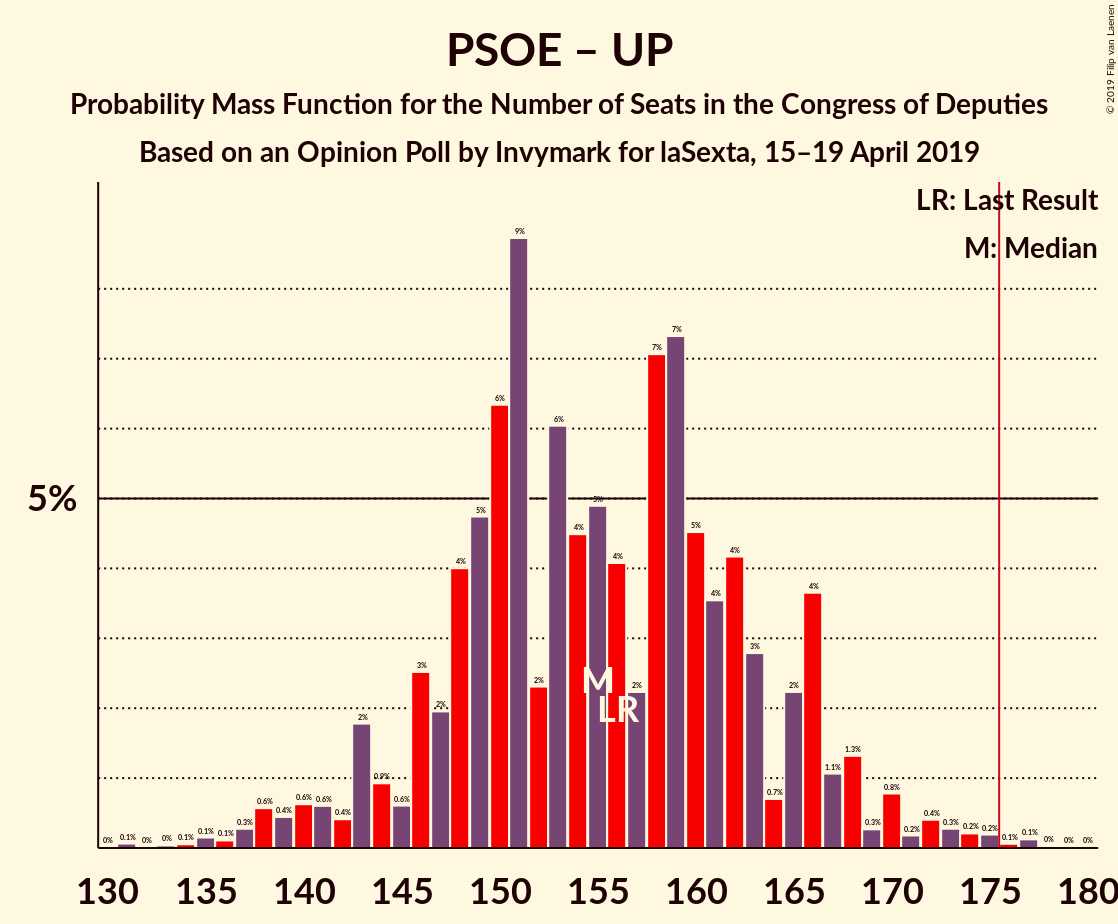 PSOE – UP
Probability Mass Function for the Number of Seats in the Congress of Deputies
Based on an Opinion Poll by Invymark for laSexta, 15–19 April 2019
© 2019 Filip van Laenen
LR: Last Result
M: Median
5%
0% 0.1% 0% 0% 0.1% 0.1% 0.1% 0.3% 0.6% 0.4% 0.6% 0.6% 0.4% 2% 0.9% 0.6% 3% 2% 4% 5% 6% 9% 2% 6% 4% 5% 4% 2% 7% 7% 5% 4% 4% 3% 0.7% 2% 4% 1.1% 1.3% 0.3% 0.8% 0.2% 0.4% 0.3% 0.2% 0.2% 0.1% 0.1% 0% 0% 0%
M
LR
130 135 140 145 150 155 160 165 170 175 180